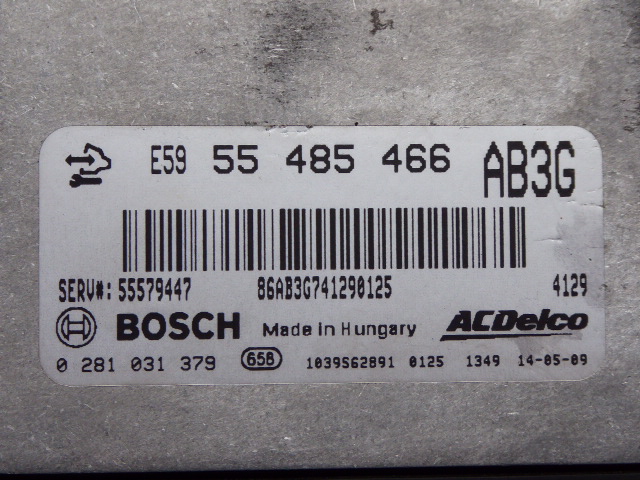 E59 55 485 466 AB3G
SERV#: 55579447 86AB3G741290125 4129
BOSCH Made in Hungary ACDelco
0 281 031 379 658 1039S62891 0125 1349 14-05-09